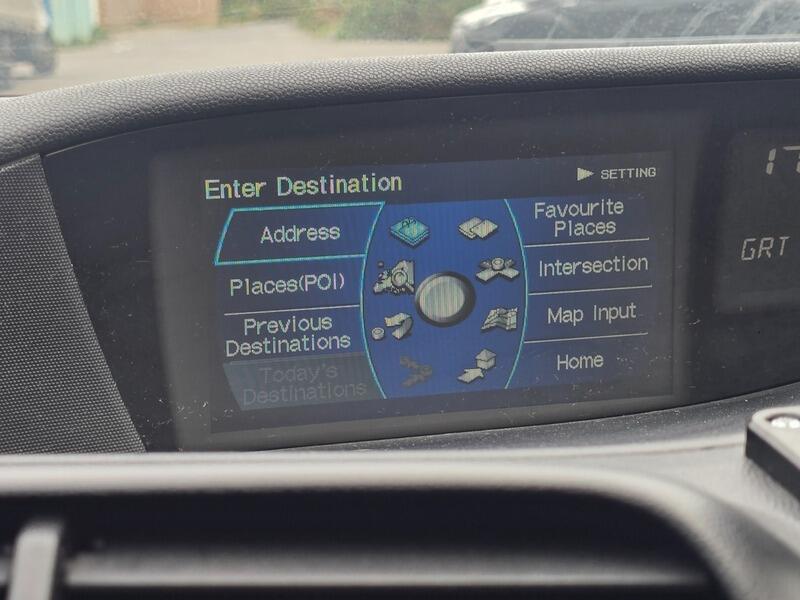 Enter Destination
SETTING
Address
Places(POI)
Previous
Destinations
Today's
Destinations
Favourite
Places
Intersection
Map Input
Home
GRT